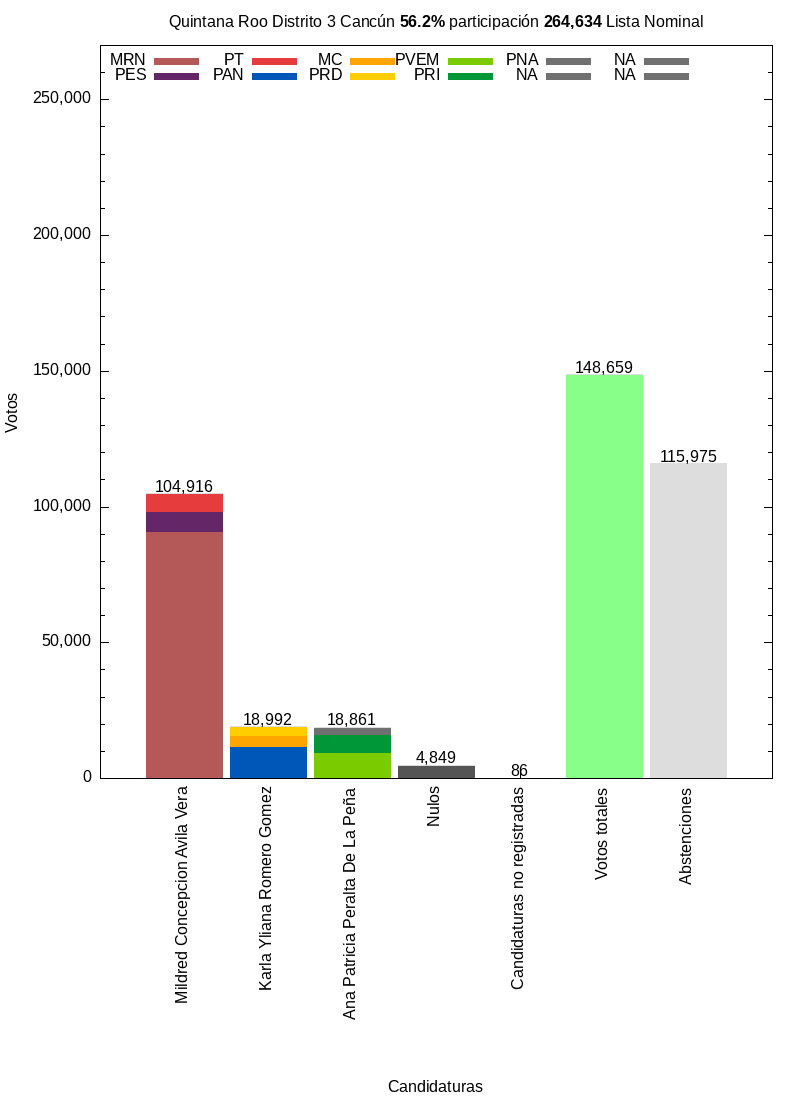 Quintana Roo Distrito 3 Cancún 56.2% participación 264,634 Lista Nominal
MRN PT MC PVEM PNA NA
PES PAN PRD PRI NA NA
250,000
200,000
150,000
100,000
50,000
0
Votos
104,916
18,992
18,861
4,849
86
148,659
115,975
Mildred Concepcion Avila Vera
Karla Yliana Romero Gomez
Ana Patricia Peralta De La Peña
Nulos
Candidaturas no registradas
Votos totales
Abstenciones
Candidaturas